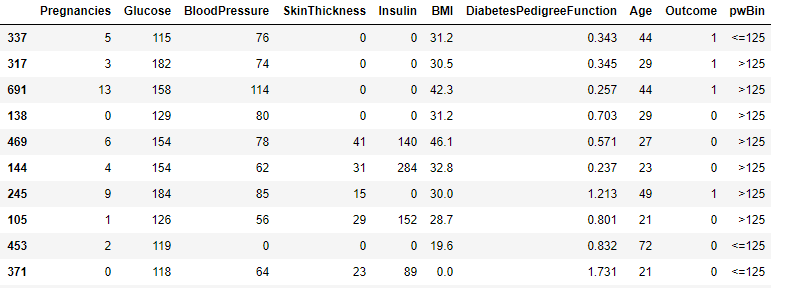 Pregnancies Glucose BloodPressure SkinThickness Insulin BMI DiabetesPedigreeFunction Age Outcome pwBin
337 5 115 76 0 0 31.2 0.343 44 1 <=125
317 3 182 74 0 0 30.5 0.345 29 1 >125
691 13 158 114 0 0 42.3 0.257 44 1 >125
138 0 129 80 0 0 31.2 0.703 29 0 >125
469 6 154 78 41 140 46.1 0.571 27 0 >125
144 4 154 62 31 284 32.8 0.237 23 0 >125
245 9 184 85 15 0 30.0 1.213 49 1 >125
105 1 126 56 29 152 28.7 0.801 21 0 >125
453 2 119 0 0 0 19.6 0.832 72 0 <=125
371 0 118 64 23 89 0.0 1.731 21 0 <=125